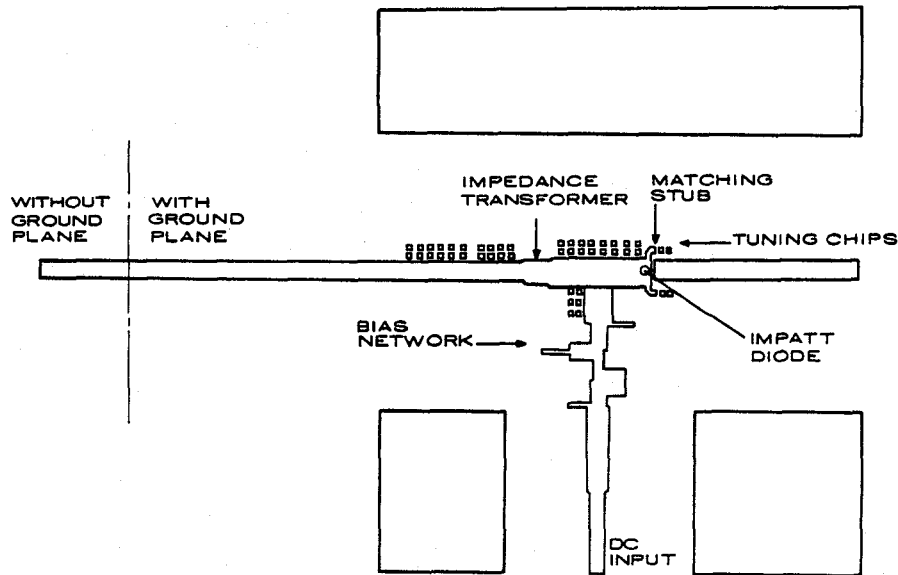 WITHOUT
GROUND
PLANE
WITH
GROUND
PLANE
IMPEDANCE
TRANSFORMER
MATCHING
STUB
TUNING CHIPS
BIAS
NETWORK
IMPATT
DIODE
DC
INPUT